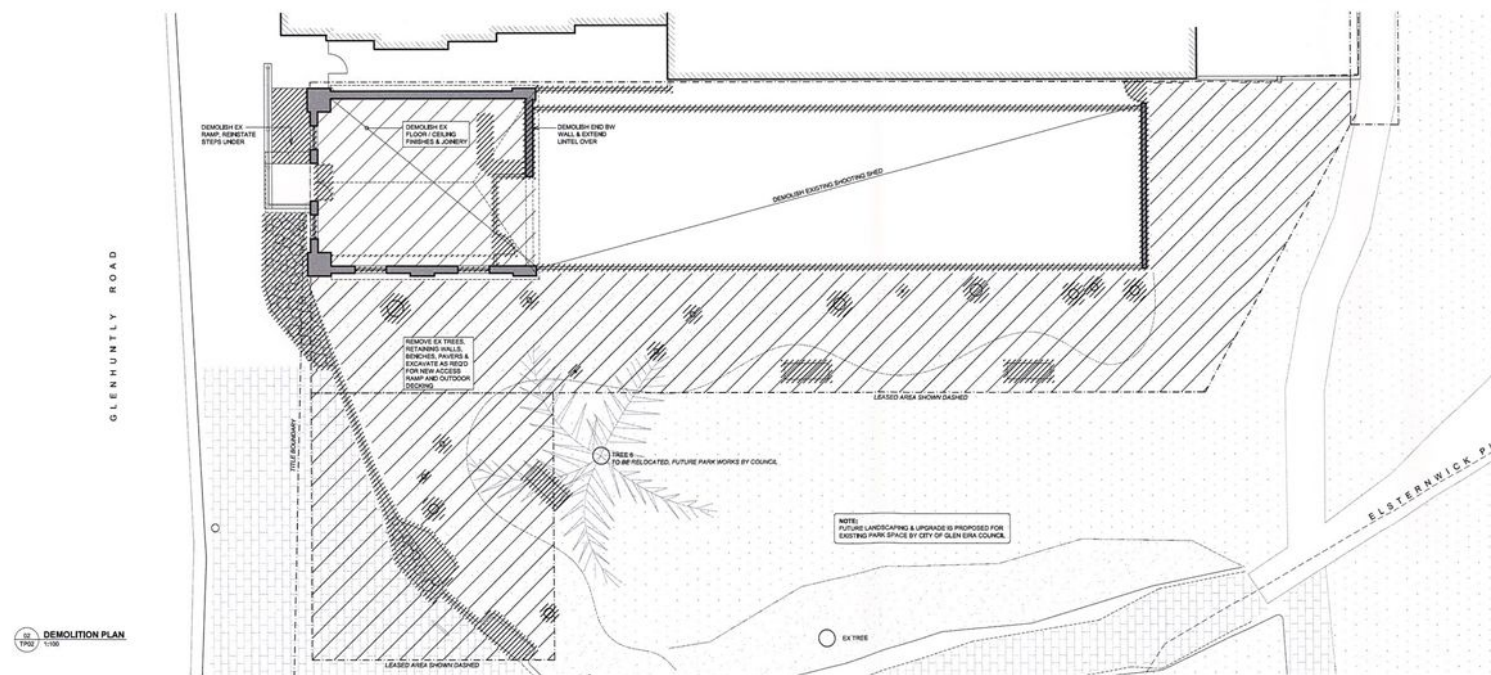 DEMOLISH EX
RAMP, REINSTATE
STEPS UNDER
DEMOLISH EX
FLOOR / CEILING
FINISHES & JOINERY
DEMOLISH END BW
WALL & EXTEND
LINTEL OVER
DEMOLISH EXISTING SHOOTING SHED
GLENHUNTLY ROAD
REMOVE EX TREES,
RETAINING WALLS,
BENCHES, PAVERS &
EXCAVATE AS REQ'D
FOR NEW ACCESS
RAMP AND OUTDOOR
DECKING
LEASED AREA SHOWN DASHED
TITLE BOUNDARY
TREE 6
TO BE RELOCATED, FUTURE PARK WORKS BY COUNCIL
ELSTERNWICK PL
NOTE:
FUTURE LANDSCAPING & UPGRADE IS PROPOSED FOR
EXISTING PARK SPACE BY CITY OF GLEN EIRA COUNCIL.
EX TREE
02
TP02
DEMOLITION PLAN
1:100
LEASED AREA SHOWN DASHED